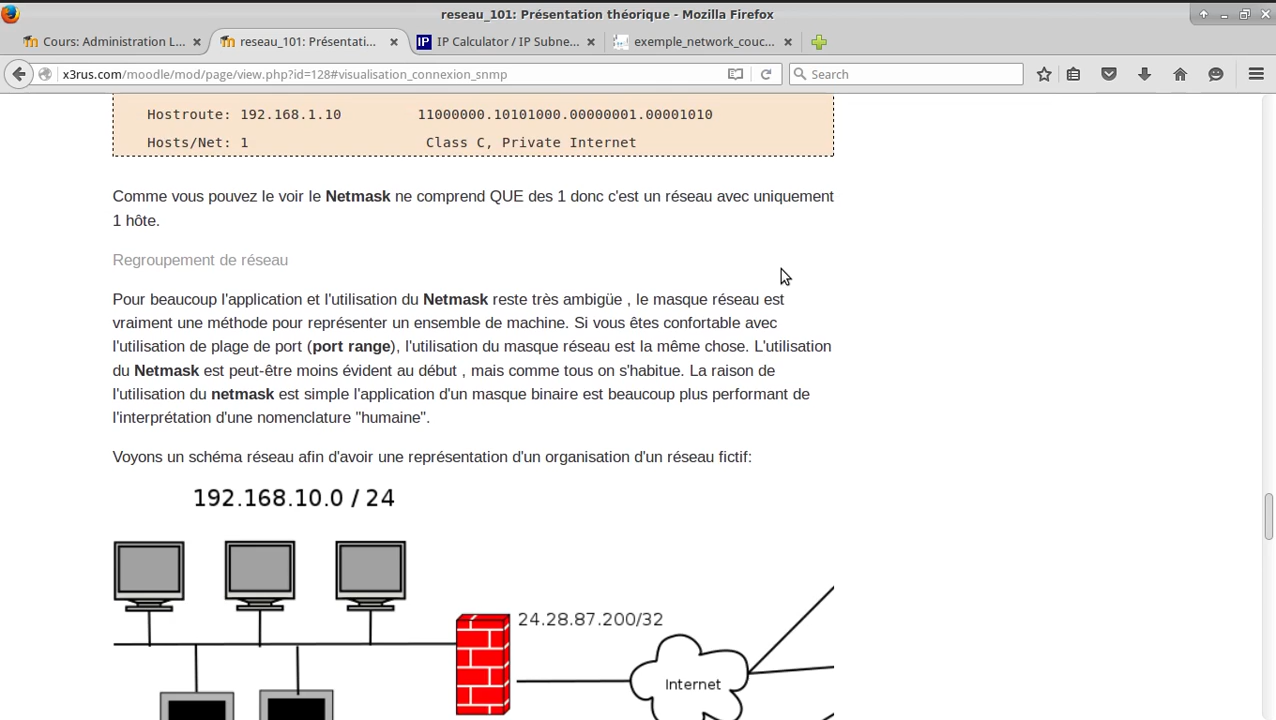 reseau_101: Présentation théorique - Mozilla Firefox
Cours: Administration L...
reseau_101: Présentati...
IP
IP Calculator / IP Subne...
exemple_network_couc...
x3rus.com/moodle/mod/page/view.php?id=128#visualisation_connexion_snmp
Search
Hostroute: 192.168.1.10 11000000.10101000.00000001.00001010
Hosts/Net: 1 Class C, Private Internet
Comme vous pouvez le voir le Netmask ne comprend QUE des 1 donc c'est un réseau avec uniquement
1 hôte.
Regroupement de réseau
Pour beaucoup l'application et l'utilisation du Netmask reste très ambigüe , le masque réseau est
vraiment une méthode pour représenter un ensemble de machine. Si vous êtes confortable avec
l'utilisation de plage de port (port range), l'utilisation du masque réseau est la même chose. L'utilisation
du Netmask est peut-être moins évident au début , mais comme tous on s'habitue. La raison de
l'utilisation du netmask est simple l'application d'un masque binaire est beaucoup plus performant de
l'interprétation d'une nomenclature "humaine".
Voyons un schéma réseau afin d'avoir une représentation d'un organisation d'un réseau fictif:
192.168.10.0 / 24
24.28.87.200/32
Internet